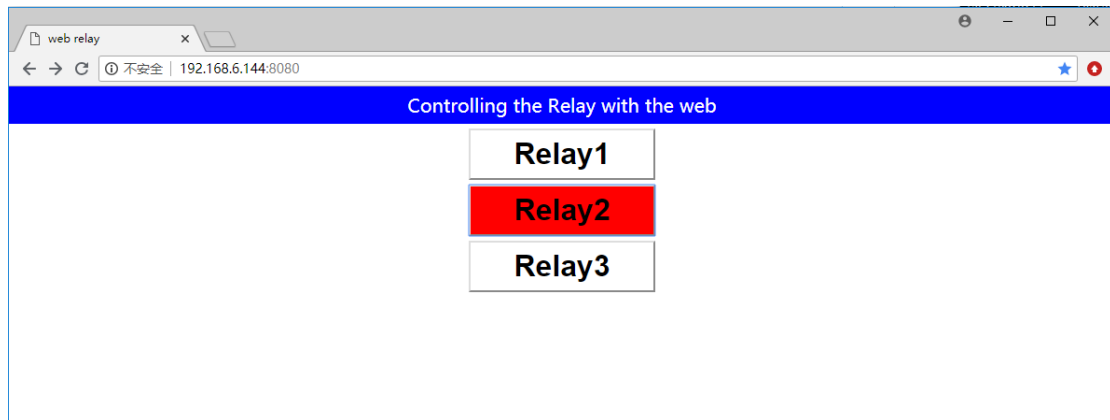 web relay
不安全 192.168.6.144:8080
Controlling the Relay with the web
Relay1
Relay2
Relay3